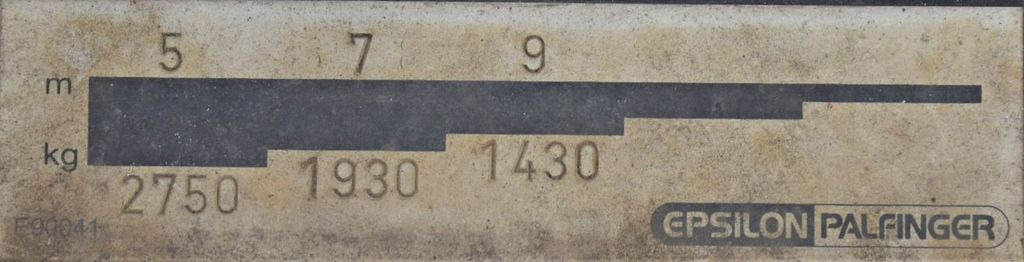 5 7 9
m
kg
2750 1930 1430
E90041
EPSILON PALFINGER